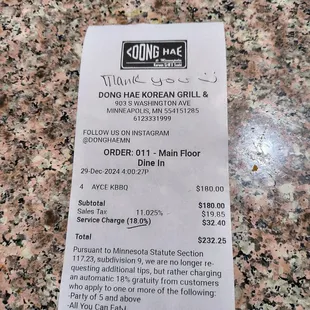 DONG HAE
Thank you
DONG HAE KOREAN GRILL &
903 S WASHINGTON AVE
MINNEAPOLIS, MN 554151285
6123331999
FOLLOW US ON INSTAGRAM
@DONGHAEMN
ORDER: 011 - Main Floor
Dine In
29-Dec-2024 4:00:27P
4 AYCE KBBQ $180.00
Subtotal $180.00
Sales Tax 11.025% $19.85
Service Charge (18.0%) $32.40
Total $232.25
Pursuant to Minnesota Statute Section
117.23, subdivision 9, we are no longer re-
questing additional tips, but rather charging
an automatic 18% gratuity from customers
who apply to one or more of the following:
-Party of 5 and above
-All You Can Eat